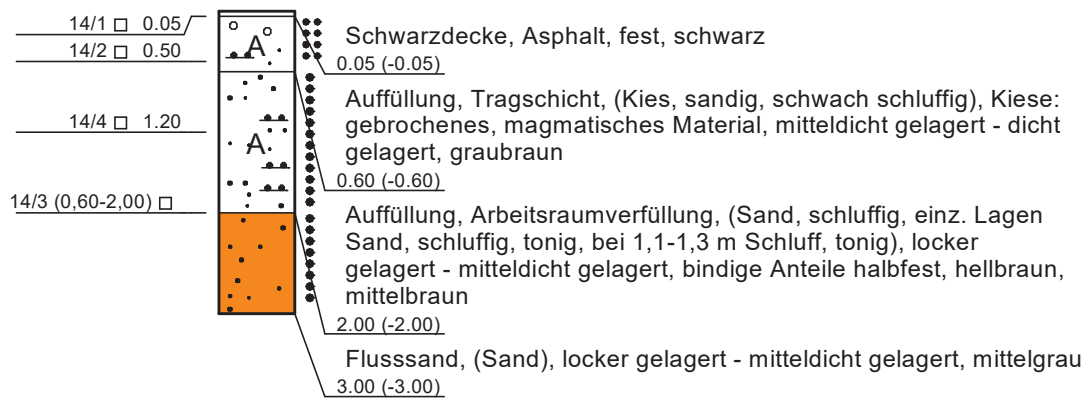 14/1 □ 0.05
14/2 □ 0.50
14/4 □ 1.20
14/3 (0,60-2,00) □
A
A
Schwarzdecke, Asphalt, fest, schwarz
0.05 (-0.05)
Auffüllung, Tragschicht, (Kies, sandig, schwach schluffig), Kiese:
gebrochenes, magmatisches Material, mitteldicht gelagert - dicht
gelagert, graubraun
0.60 (-0.60)
Auffüllung, Arbeitsraumverfüllung, (Sand, schluffig, einz. Lagen
Sand, schluffig, tonig, bei 1,1-1,3 m Schluff, tonig), locker
gelagert - mitteldicht gelagert, bindige Anteile halbfest, hellbraun,
mittelbraun
2.00 (-2.00)
Flusssand, (Sand), locker gelagert - mitteldicht gelagert, mittelgrau
3.00 (-3.00)